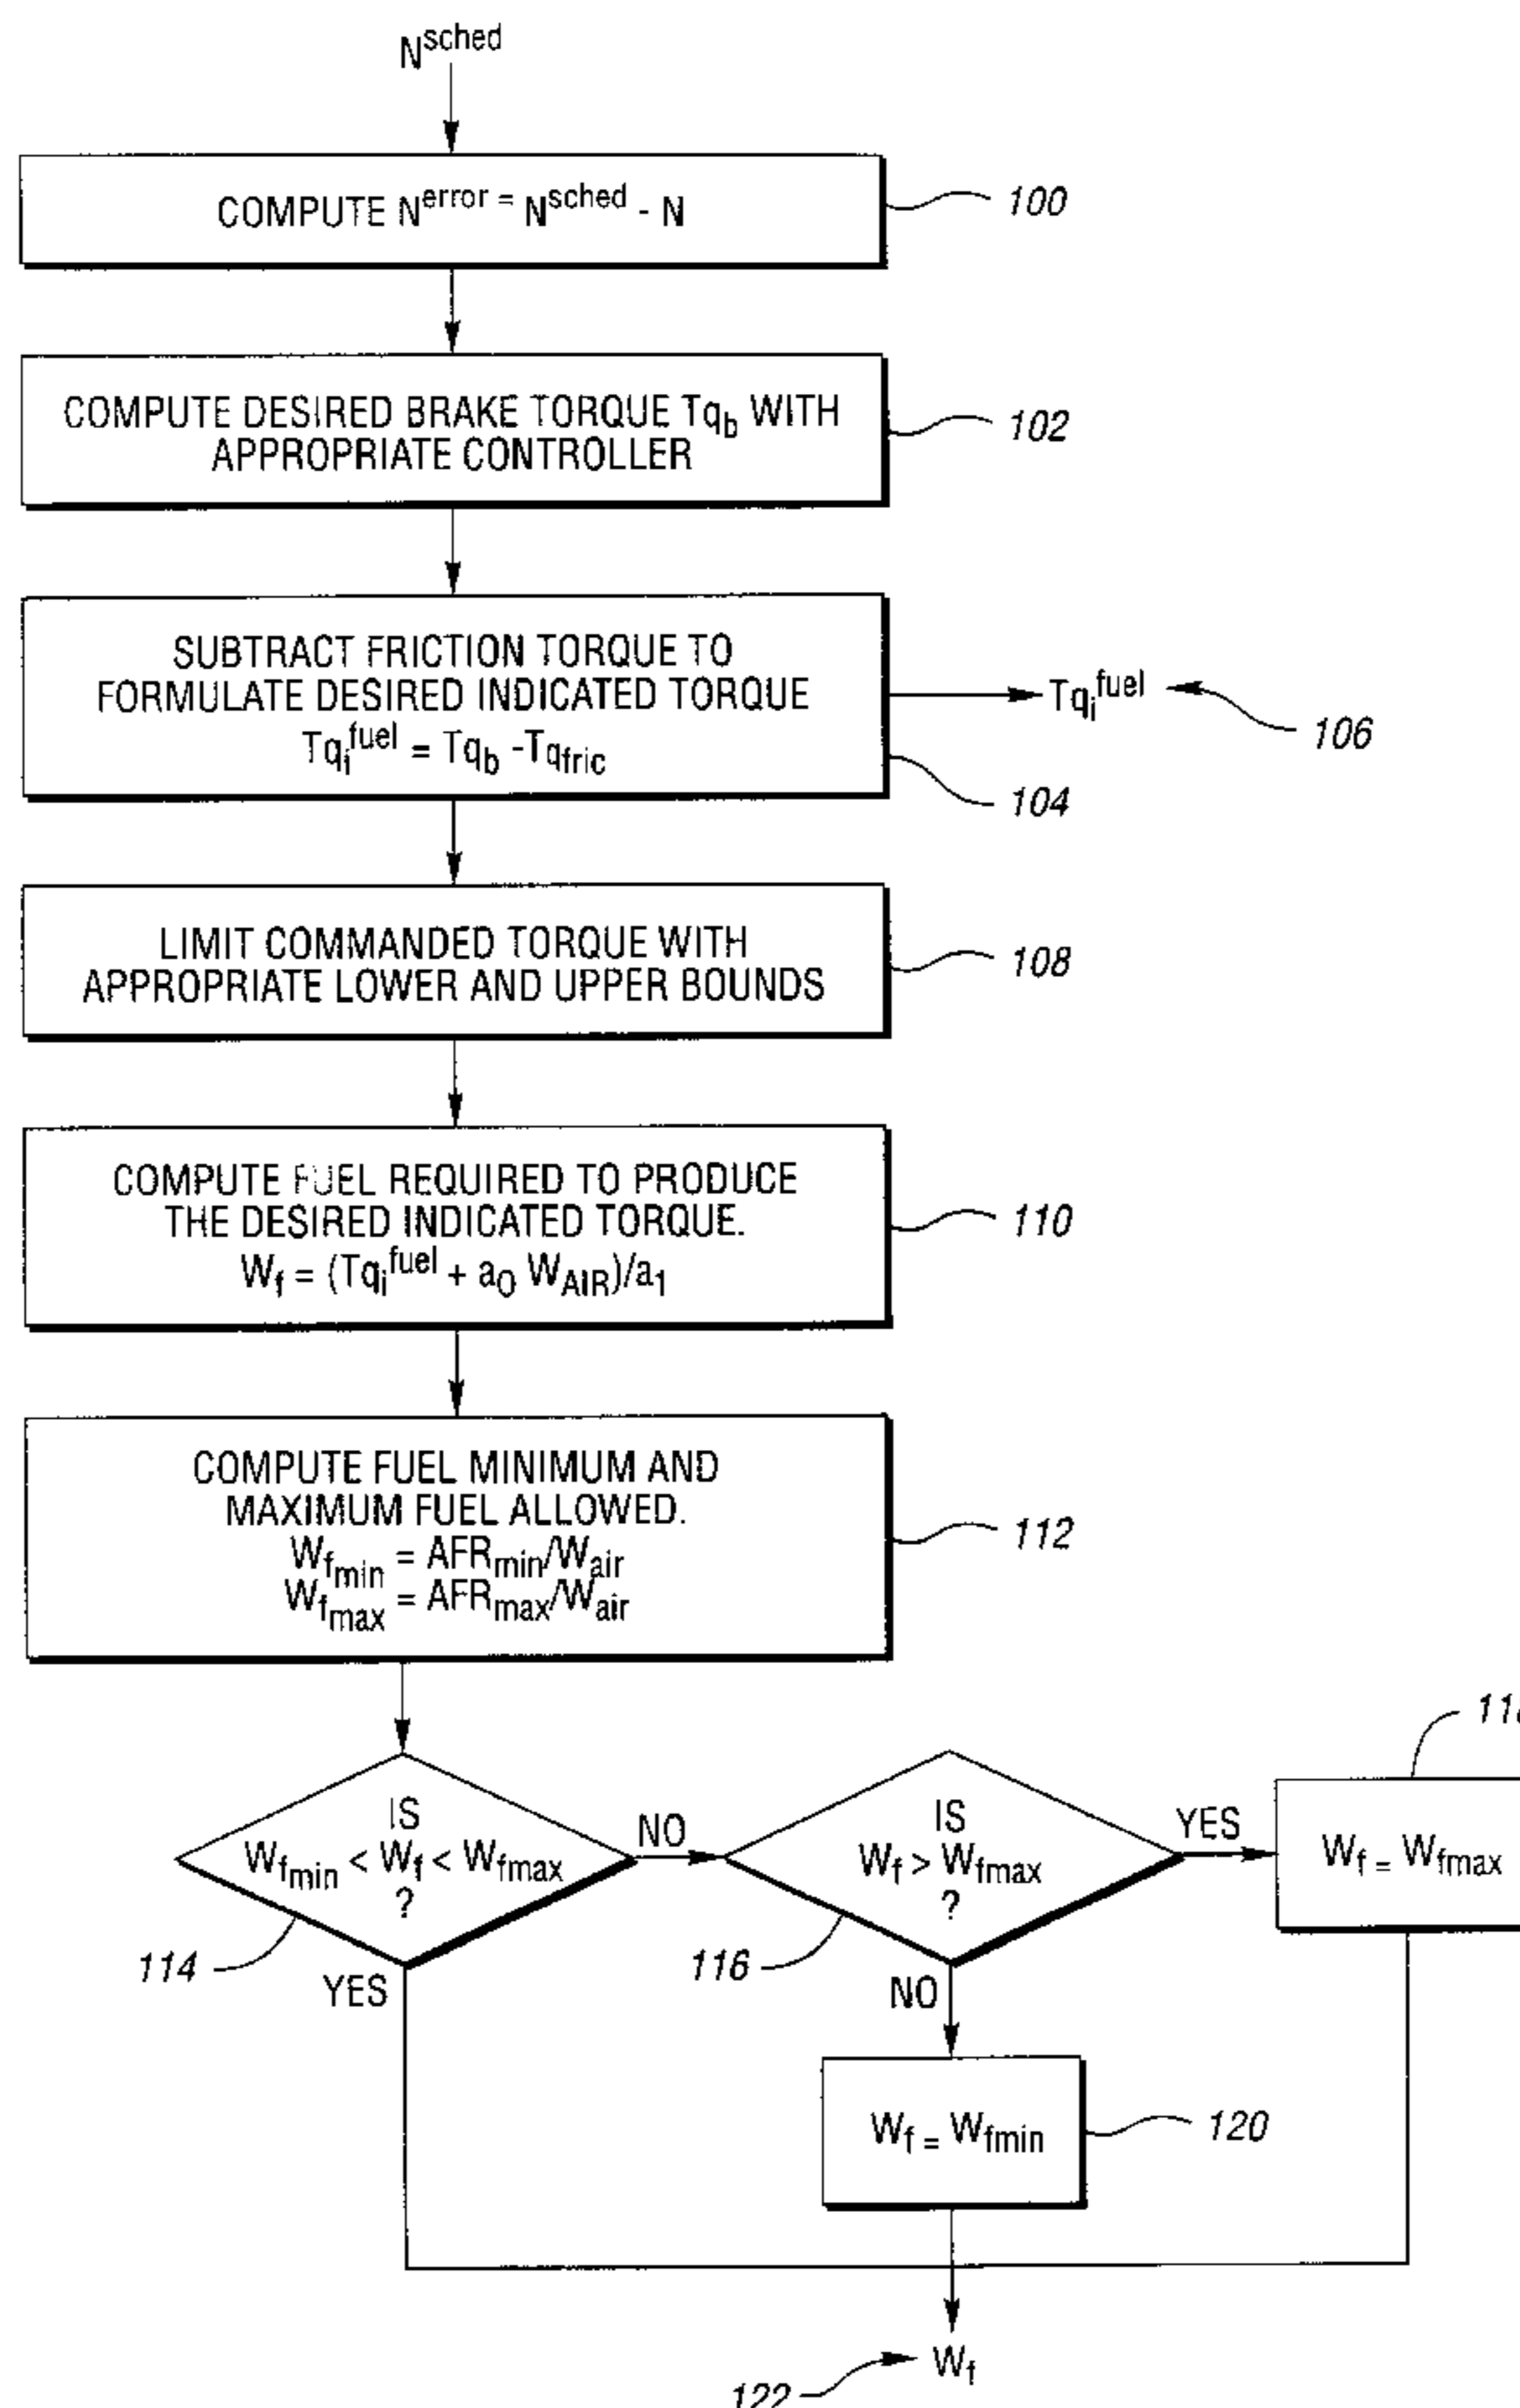 N^sched
COMPUTE N^error = N^sched - N
100
COMPUTE DESIRED BRAKE TORQUE Tq_b WITH
APPROPRIATE CONTROLLER
102
SUBTRACT FRICTION TORQUE TO
FORMULATE DESIRED INDICATED TORQUE
Tq_i^fuel = Tq_b -Tq_fric
104
Tq_i^fuel
106
LIMIT COMMANDED TORQUE WITH
APPROPRIATE LOWER AND UPPER BOUNDS
108
COMPUTE FUEL REQUIRED TO PRODUCE
THE DESIRED INDICATED TORQUE.
W_f = (Tq_i^fuel + a_0 W_AIR)/a_1
110
COMPUTE FUEL MINIMUM AND
MAXIMUM FUEL ALLOWED.
W_fmin = AFR_min/W_air
W_fmax = AFR_max/W_air
112
IS
W_fmin < W_f < W_fmax
?
114
YES
NO
IS
W_f > W_fmax
?
116
NO
YES
W_f = W_fmax
W_f = W_fmin
120
W_f
122